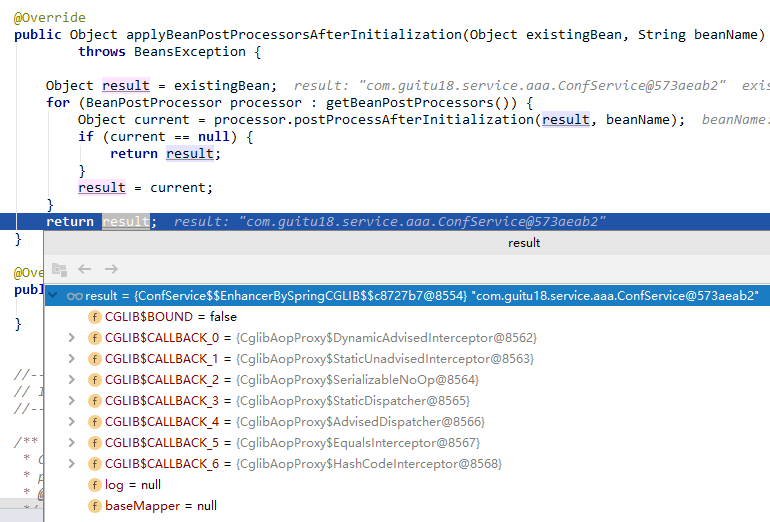 @Override
public Object applyBeanPostProcessorsAfterInitialization(Object existingBean, String beanName)
throws BeansException {
Object result = existingBean; result: "com.guitu18.service.aaa.ConfService@573aeab2" exis
for (BeanPostProcessor processor : getBeanPostProcessors()) {
Object current = processor.postProcessAfterInitialization(result, beanName); beanName:
if (current == null) {
return result;
}
result = current;
}
return result; result: "com.guitu18.service.aaa.ConfService@573aeab2"
}
result
@Ove
publ
result = {ConfService$$EnhancerBySpringCGLIB$$c8727b7@8554} "com.guitu18.service.aaa.ConfService@573aeab2"
}
CGLIB$BOUND = false
CGLIB$CALLBACK_0 = {CglibAopProxy$DynamicAdvisedInterceptor@8562}
CGLIB$CALLBACK_1 = {CglibAopProxy$StaticUnadvisedInterceptor@8563}
//--
CGLIB$CALLBACK_2 = {CglibAopProxy$SerializableNoOp@8564}
// I
CGLIB$CALLBACK_3 = {CglibAopProxy$StaticDispatcher@8565}
//--
CGLIB$CALLBACK_4 = {CglibAopProxy$AdvisedDispatcher@8566}
/**
CGLIB$CALLBACK_5 = {CglibAopProxy$EqualsInterceptor@8567}
CGLIB$CALLBACK_6 = {CglibAopProxy$HashCodeInterceptor@8568}
* p
log = null
* @
baseMapper = null
*/